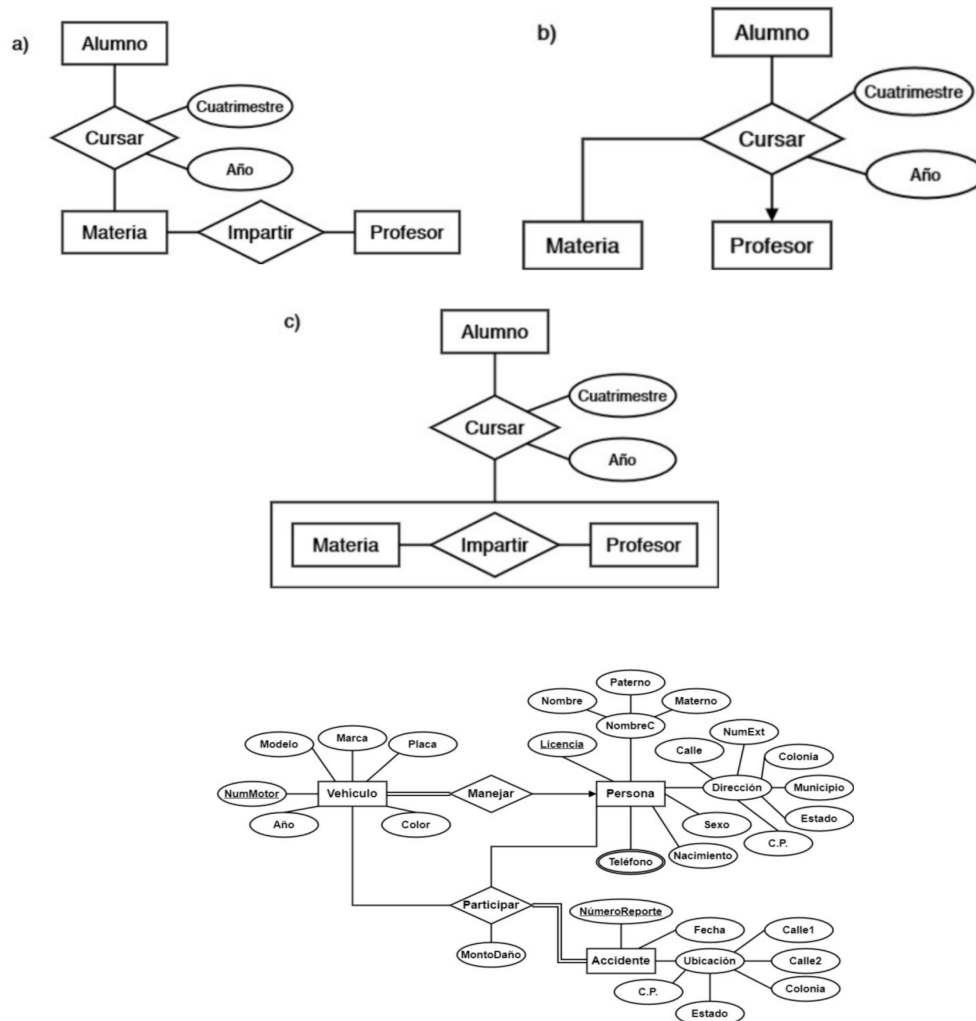 a)
Alumno
Cuatrimestre
Cursar
Año
Materia
Impartir
Profesor
b)
Alumno
Cuatrimestre
Cursar
Año
Materia
Profesor
c)
Alumno
Cuatrimestre
Cursar
Año
Materia
Impartir
Profesor
Paterno
Nombre
Materno
NombreC
NumExt
Marca
Licencia
Calle
Colonia
Modelo
Placa
NumMotor
Vehiculo
Manejar
Persona
Dirección
Municipio
Año
Color
Sexo
Estado
C.P.
Teléfono
Nacimiento
Participar
NúmeroReporte
Fecha
Calle1
MontoDaño
Accidente
Ubicación
Calle2
C.P.
Colonia
Estado